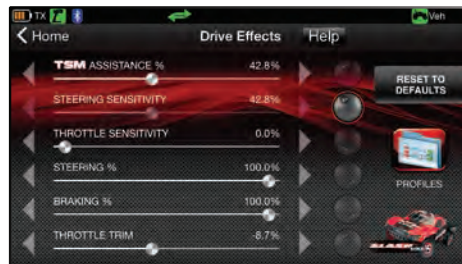 TX Veh
Home Drive Effects Help
TSM ASSISTANCE % 42.8%
STEERING SENSITIVITY 42.8%
THROTTLE SENSITIVITY 0.0%
STEERING % 100.0%
BRAKING % 100.0%
THROTTLE TRIM -8.7%
RESET TO
DEFAULTS
PROFILES
SLASH